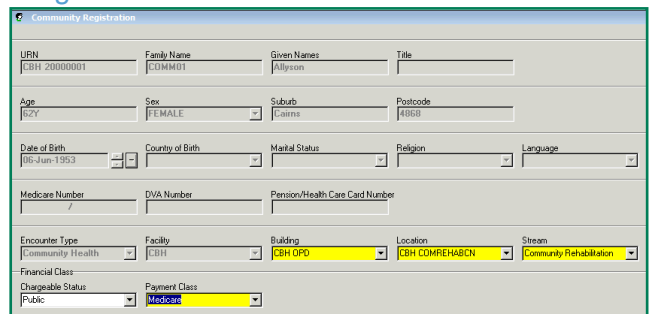 Community Registration
URN Family Name Given Names Title
CBH 20000001 COMM01 Allyson
Age Sex Suburb Postcode
62Y FEMALE Cairns 4868
Date of Birth Country of Birth Marital Status Religion Language
06-Jun-1953
Medicare Number DVA Number Pension/Health Care Card Number
/
Encounter Type Facility Building Location Stream
Community Health CBH CBH OPD CBH COMREHABCN Community Rehabilitation
Financial Class
Chargeable Status Payment Class
Public Medicare